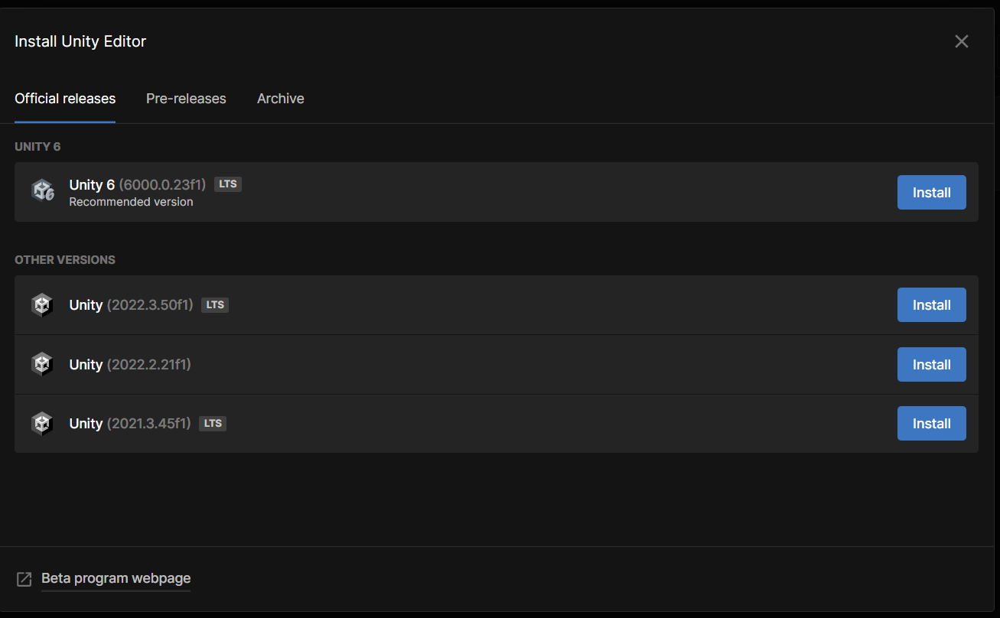 Install Unity Editor
Official releases Pre-releases Archive
UNITY 6
Unity 6 (6000.0.23f1) LTS
Recommended version
Install
OTHER VERSIONS
Unity (2022.3.50f1) LTS
Install
Unity (2022.2.21f1)
Install
Unity (2021.3.45f1) LTS
Install
Beta program webpage